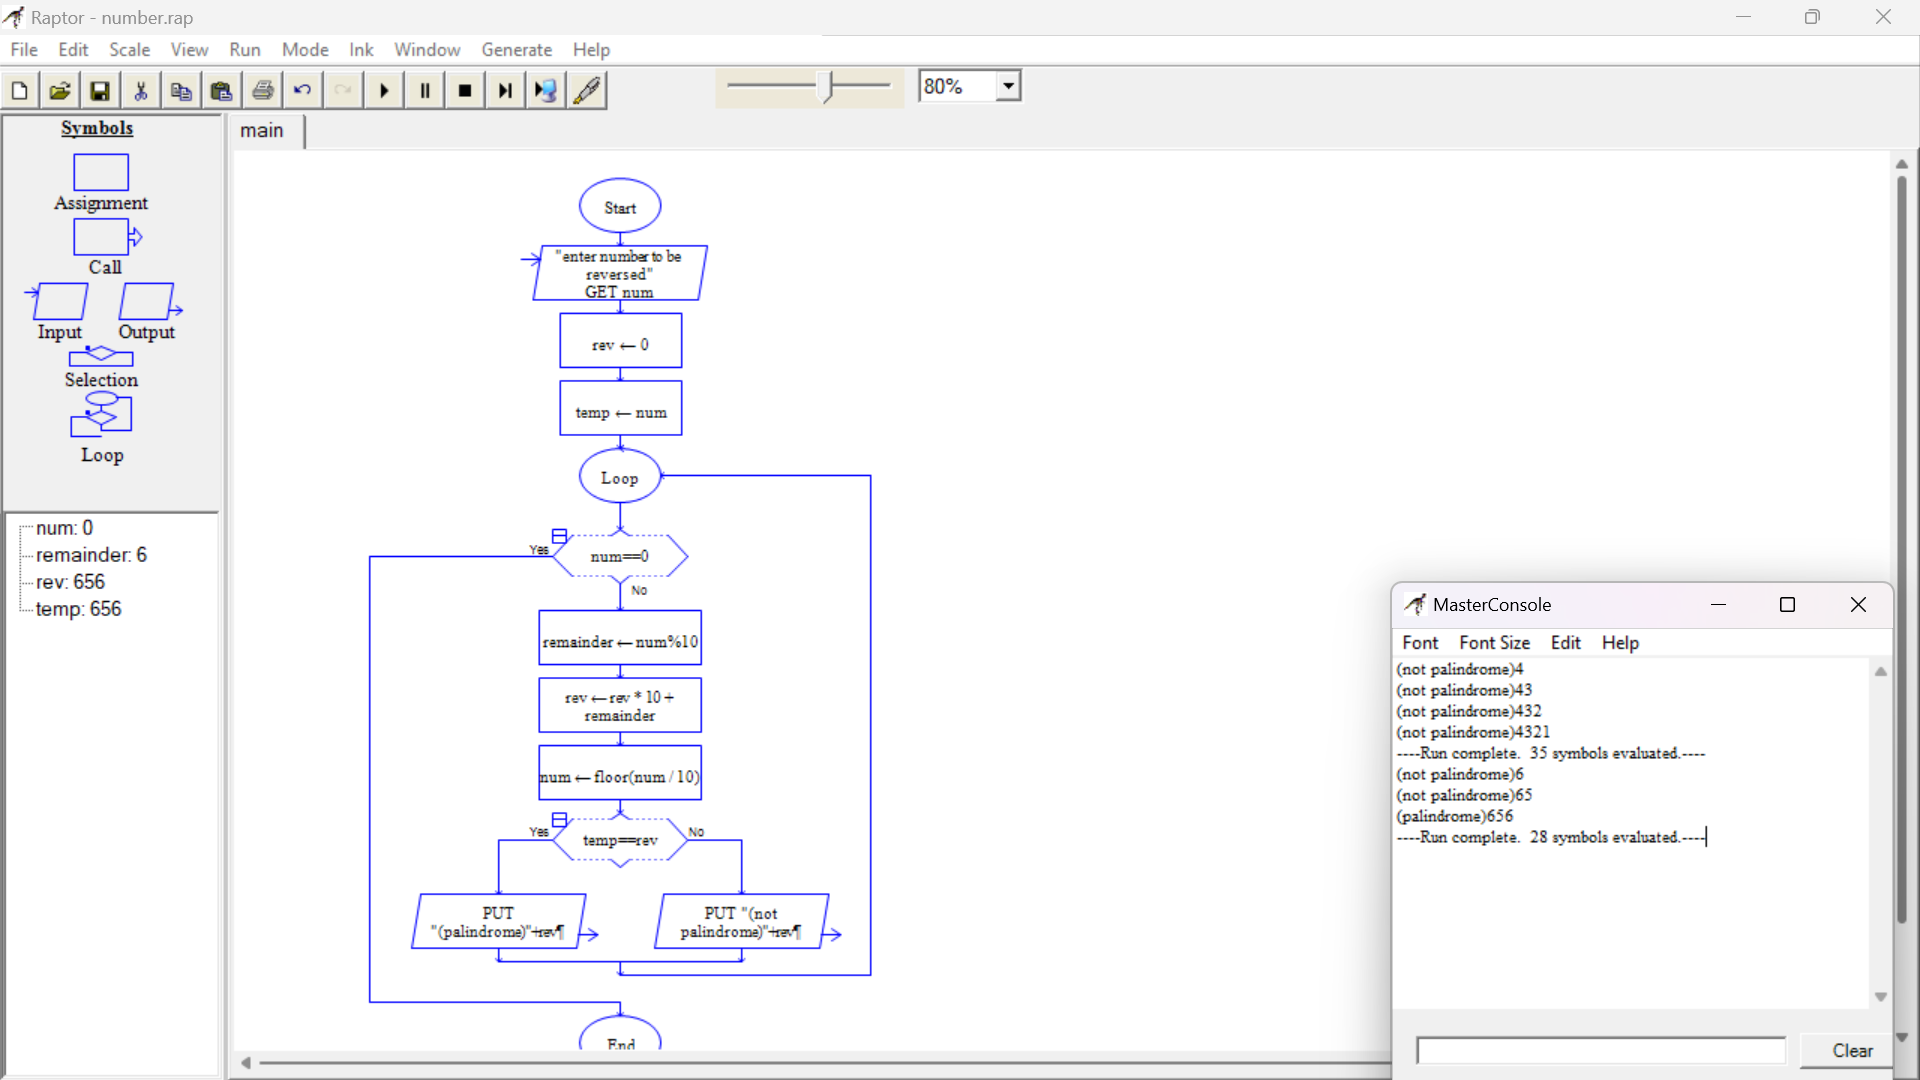 Raptor - number.rap
File Edit Scale View Run Mode Ink Window Generate Help
80%
Symbols
Assignment
Call
Input Output
Selection
Loop
num: 0
remainder: 6
rev: 656
temp: 656
main
Start
"enter number to be
reversed"
GET num
rev ← 0
temp ← num
Loop
Yes
num==0
No
remainder ← num%10
rev ← rev * 10 +
remainder
num ← floor(num / 10)
Yes
temp==rev
No
PUT
"(palindrome)"+rev¶
PUT "(not
palindrome)"+rev¶
End
MasterConsole
Font Font Size Edit Help
(not palindrome)4
(not palindrome)43
(not palindrome)432
(not palindrome)4321
----Run complete.  35 symbols evaluated.----
(not palindrome)6
(not palindrome)65
(palindrome)656
----Run complete.  28 symbols evaluated.----
Clear